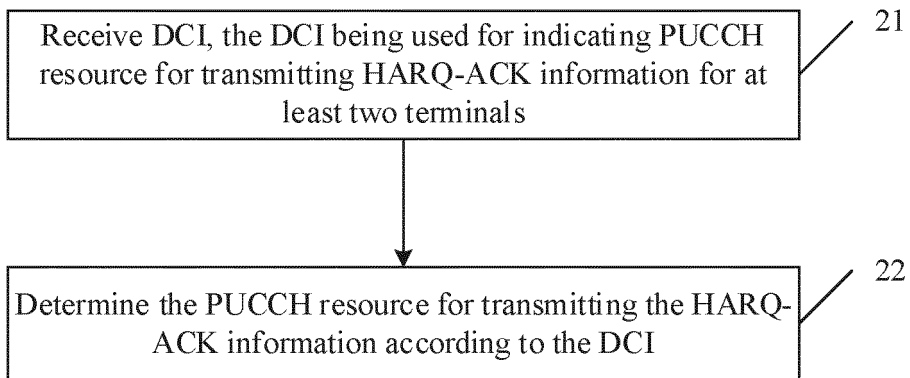 Receive DCI, the DCI being used for indicating PUCCH
resource for transmitting HARQ-ACK information for at
least two terminals
21
Determine the PUCCH resource for transmitting the HARQ-
ACK information according to the DCI
22